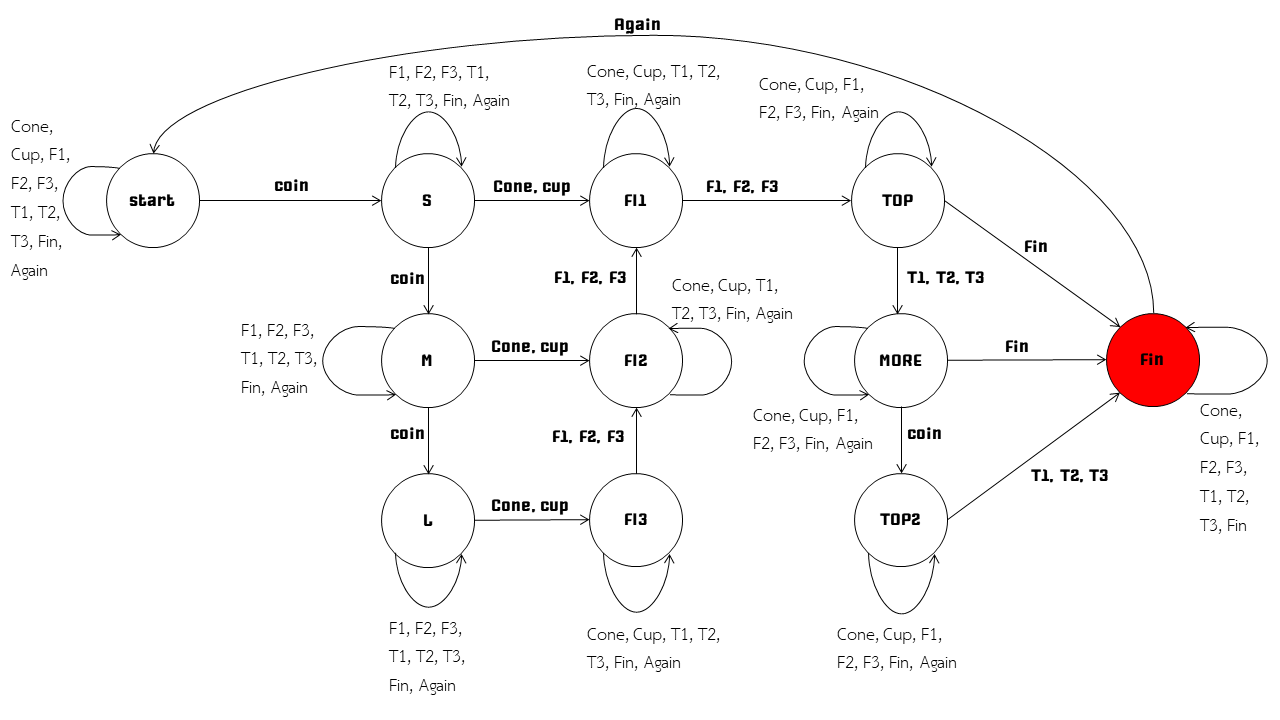 Again
F1, F2, F3, T1,
T2, T3, Fin, Again
Cone, Cup, T1, T2,
T3, Fin, Again
Cone, Cup, F1,
F2, F3, Fin, Again
Cone,
Cup, F1,
F2, F3,
T1, T2,
T3, Fin,
Again
start
coin
S
Cone, cup
Fl1
F1, F2, F3
TOP
Fin
coin
F1, F2, F3
Cone, Cup, T1,
T2, T3, Fin, Again
T1, T2, T3
F1, F2, F3,
T1, T2, T3,
Fin, Again
M
Cone, cup
Fl2
MORE
Fin
Fin
Cone, Cup, F1,
F2, F3, Fin, Again
coin
F1, F2, F3
coin
Cone,
Cup, F1,
F2, F3,
T1, T2,
T3, Fin
T1, T2, T3
L
Cone, cup
Fl3
TOP2
F1, F2, F3,
T1, T2, T3,
Fin, Again
Cone, Cup, T1, T2,
T3, Fin, Again
Cone, Cup, F1,
F2, F3, Fin, Again